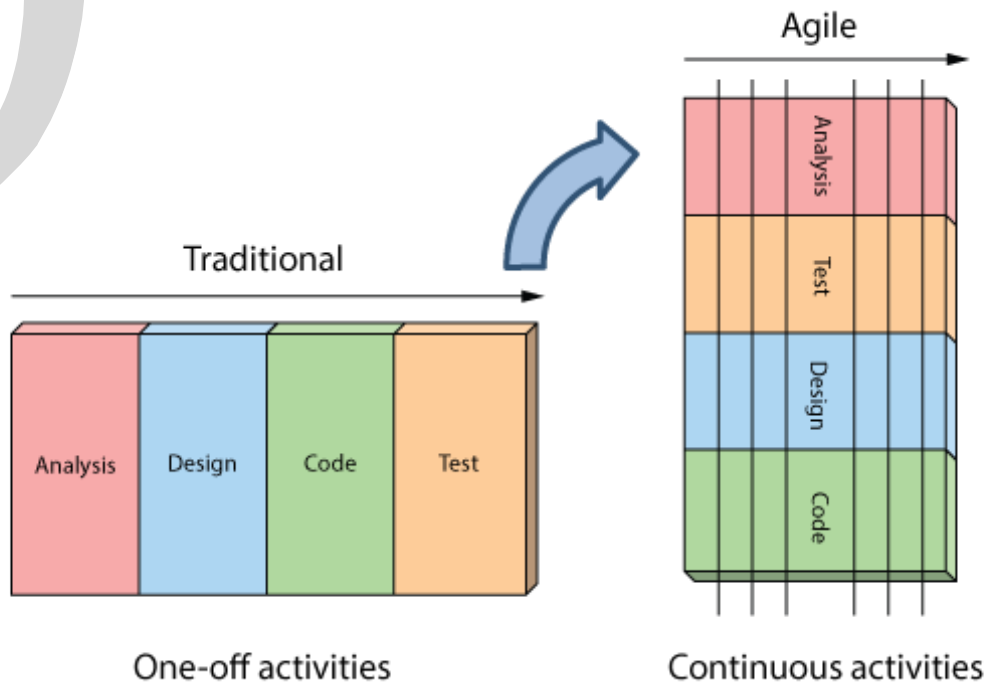 Agile
Analysis
Test
Design
Code
Traditional
Analysis
Design
Code
Test
One-off activities
Continuous activities